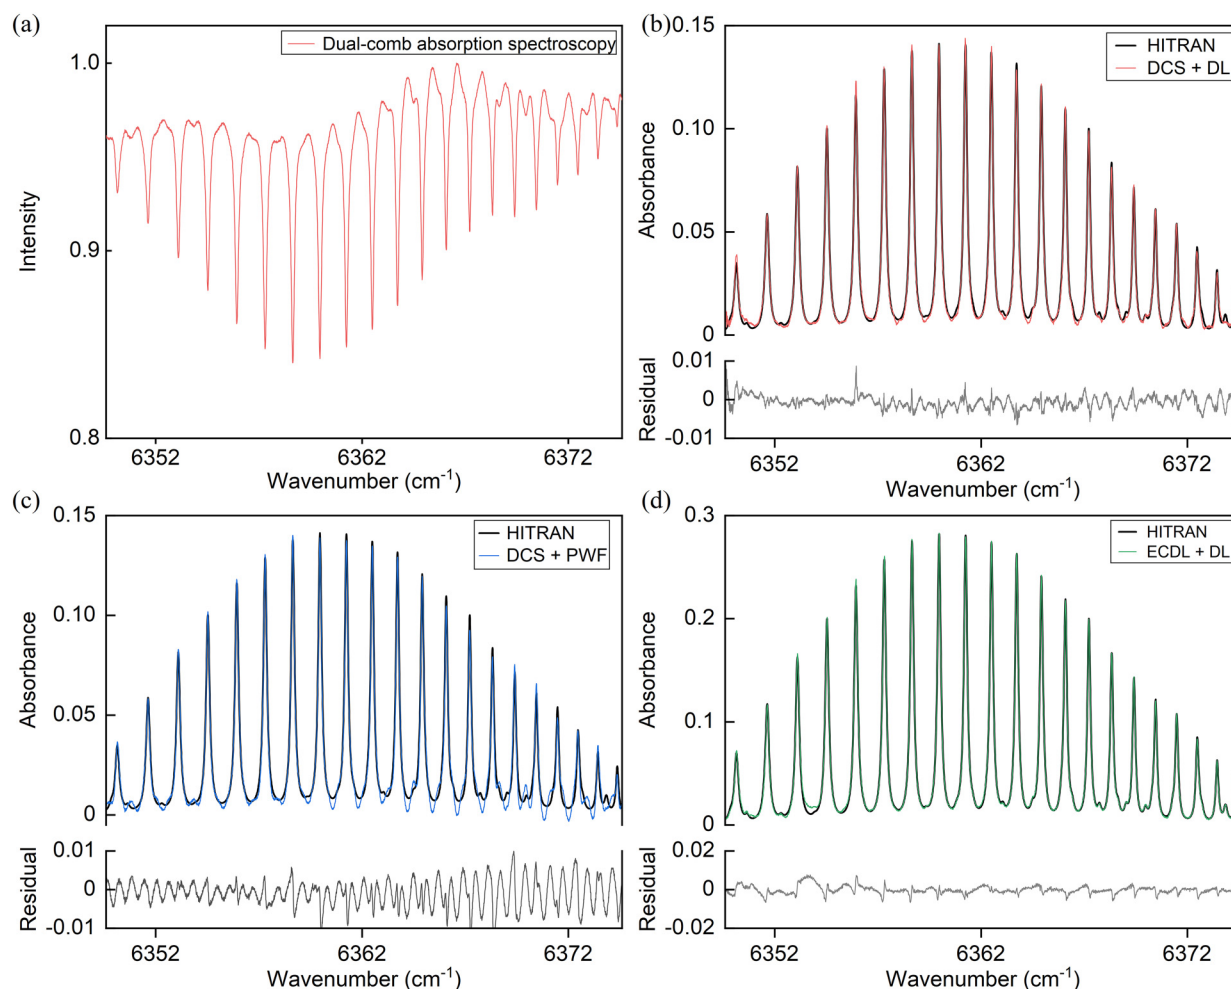 (a)
Dual-comb absorption spectroscopy
1.0
0.9
0.8
Intensity
6352
6362
6372
Wavenumber (cm⁻¹)
(b)
HITRAN
DCS + DL
0.15
0.10
0.05
0
Absorbance
0.01
0
-0.01
Residual
6352
6362
6372
Wavenumber (cm⁻¹)
(c)
HITRAN
DCS + PWF
0.15
0.10
0.05
0
Absorbance
0.01
0
-0.01
Residual
6352
6362
6372
Wavenumber (cm⁻¹)
(d)
HITRAN
ECDL + DL
0.3
0.2
0.1
0
Absorbance
0.02
0
-0.02
Residual
6352
6362
6372
Wavenumber (cm⁻¹)